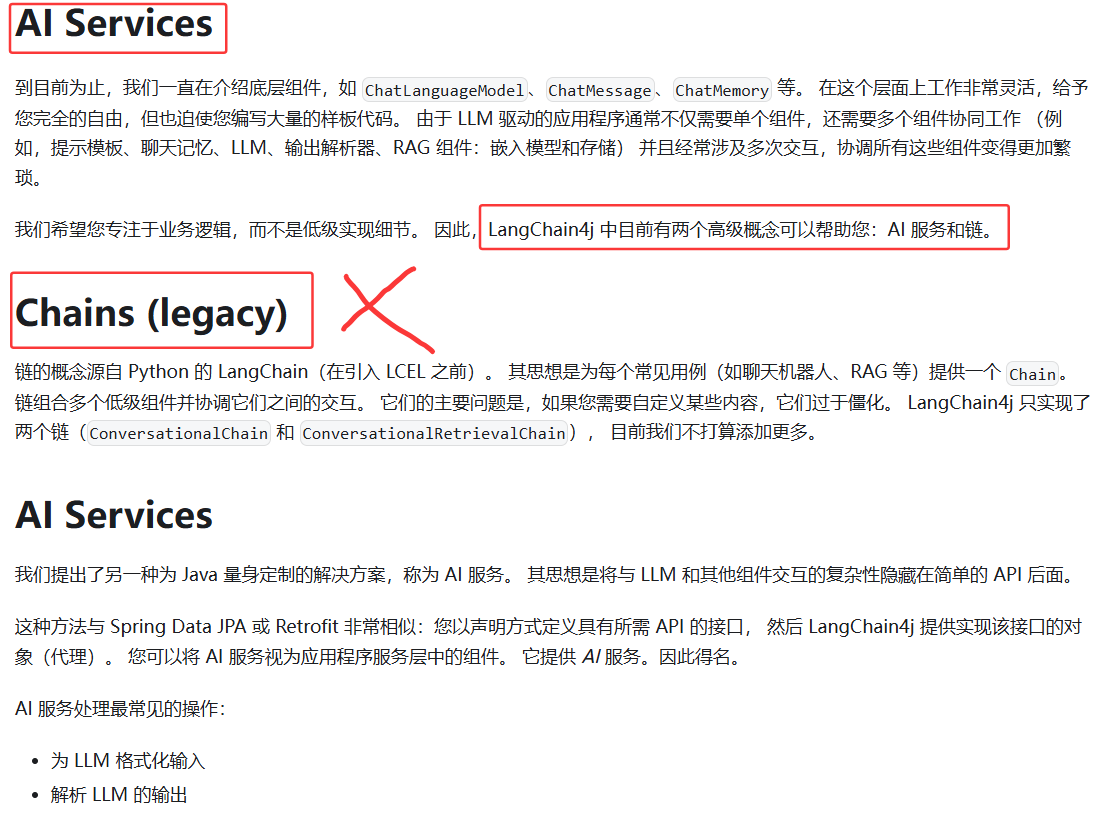 AI Services
到目前为止，我们一直在介绍底层组件，如 ChatLanguageModel、ChatMessage、ChatMemory 等。 在这个层面上工作非常灵活，给予
您完全的自由，但也迫使您编写大量的样板代码。 由于 LLM 驱动的应用程序通常不仅需要单个组件，还需要多个组件协同工作 （例
如，提示模板、聊天记忆、LLM、输出解析器、RAG 组件：嵌入模型和存储） 并且经常涉及多次交互，协调所有这些组件变得更加繁
琐。
我们希望您专注于业务逻辑，而不是低级实现细节。 因此，LangChain4j 中目前有两个高级概念可以帮助您：AI 服务和链。
Chains (legacy)
链的概念源自 Python 的 LangChain（在引入 LCEL 之前）。 其思想是为每个常见用例（如聊天机器人、RAG 等）提供一个 Chain。
链组合多个低级组件并协调它们之间的交互。 它们的主要问题是，如果您需要自定义某些内容，它们过于僵化。 LangChain4j 只实现了
两个链（ConversationalChain 和 ConversationalRetrievalChain）， 目前我们不打算添加更多。
AI Services
我们提出了另一种为 Java 量身定制的解决方案，称为 AI 服务。 其思想是将与 LLM 和其他组件交互的复杂性隐藏在简单的 API 后面。
这种方法与 Spring Data JPA 或 Retrofit 非常相似：您以声明方式定义具有所需 API 的接口， 然后 LangChain4j 提供实现该接口的对
象（代理）。 您可以将 AI 服务视为应用程序服务层中的组件。 它提供 AI 服务。因此得名。
AI 服务处理最常见的操作：
• 为 LLM 格式化输入
• 解析 LLM 的输出